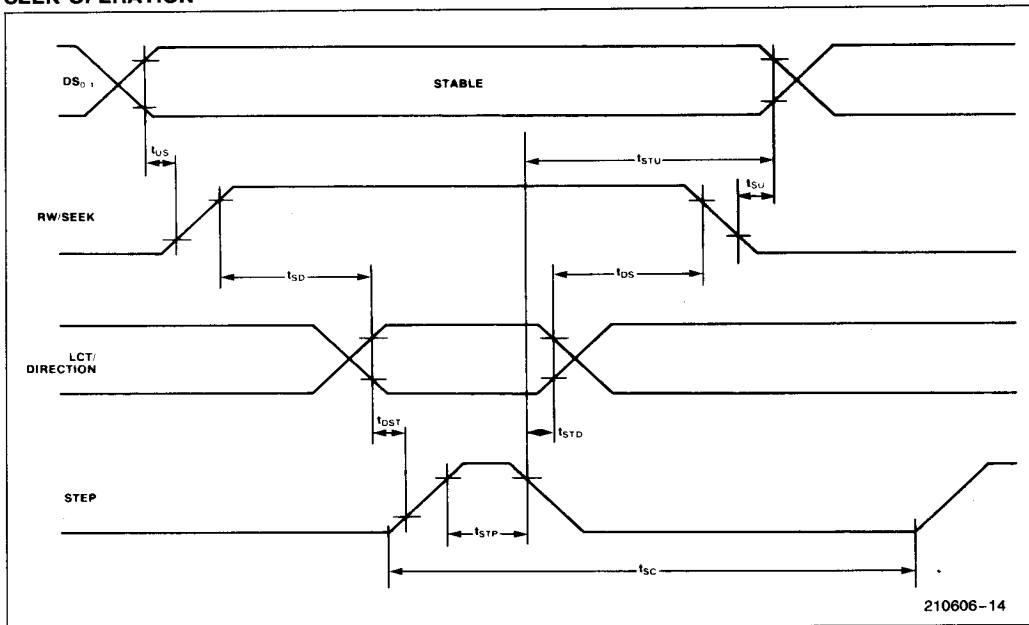 SEEK OPERATION
DS0,1
STABLE
tUS
tSTU
tSU
RW/SEEK
tSD
tDS
LCT/
DIRECTION
tDST
tSTD
STEP
tSTP
tSC
210606-14